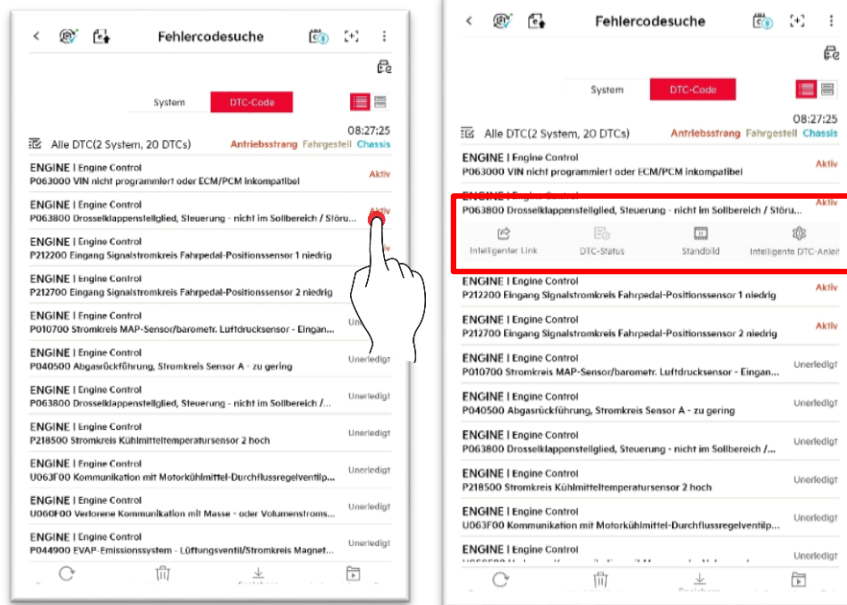 Fehlercodesuche
System
DTC-Code
08:27:25
Alle DTC(2 System, 20 DTCs)
Antriebsstrang Fahrgestell Chassis
ENGINE | Engine Control
P063000 VIN nicht programmiert oder ECM/PCM inkompatibel
Aktiv
ENGINE | Engine Control
P063800 Drosselklappenstellglied, Steuerung - nicht im Sollbereich / Störu...
Aktiv
ENGINE | Engine Control
P212200 Eingang Signalstromkreis Fahrpedal-Positionssensor 1 niedrig
ENGINE | Engine Control
P212700 Eingang Signalstromkreis Fahrpedal-Positionssensor 2 niedrig
ENGINE | Engine Control
P010700 Stromkreis MAP-Sensor/barometr. Luftdrucksensor - Eingan...
ENGINE | Engine Control
P040500 Abgasrückführung, Stromkreis Sensor A - zu gering
Unerledigt
ENGINE | Engine Control
P063800 Drosselklappenstellglied, Steuerung - nicht im Sollbereich /...
Unerledigt
ENGINE | Engine Control
P218500 Stromkreis Kühlmitteltemperatursensor 2 hoch
Unerledigt
ENGINE | Engine Control
U063F00 Kommunikation mit Motorkühlmittel-Durchflussregelventilp...
Unerledigt
ENGINE | Engine Control
U060F00 Verlorene Kommunikation mit Masse - oder Volumenstroms...
Unerledigt
ENGINE | Engine Control
P044900 EVAP-Emissionssystem - Lüftungsventil/Stromkreis Magnet...
Unerledigt
Fehlercodesuche
System
DTC-Code
08:27:25
Alle DTC(2 System, 20 DTCs)
Antriebsstrang Fahrgestell Chassis
ENGINE | Engine Control
P063000 VIN nicht programmiert oder ECM/PCM inkompatibel
Aktiv
ENGINE | Engine Control
P063800 Drosselklappenstellglied, Steuerung - nicht im Sollbereich / Störu...
Aktiv
Intelligenter Link
DTC-Status
Standbild
Intelligente DTC-Anleit
ENGINE | Engine Control
P212200 Eingang Signalstromkreis Fahrpedal-Positionssensor 1 niedrig
Aktiv
ENGINE | Engine Control
P212700 Eingang Signalstromkreis Fahrpedal-Positionssensor 2 niedrig
Aktiv
ENGINE | Engine Control
P010700 Stromkreis MAP-Sensor/barometr. Luftdrucksensor - Eingan...
Unerledigt
ENGINE | Engine Control
P040500 Abgasrückführung, Stromkreis Sensor A - zu gering
Unerledigt
ENGINE | Engine Control
P063800 Drosselklappenstellglied, Steuerung - nicht im Sollbereich /...
Unerledigt
ENGINE | Engine Control
P218500 Stromkreis Kühlmitteltemperatursensor 2 hoch
Unerledigt
ENGINE | Engine Control
U063F00 Kommunikation mit Motorkühlmittel-Durchflussregelventilp...
Unerledigt
ENGINE | Engine Control
Unerledigt